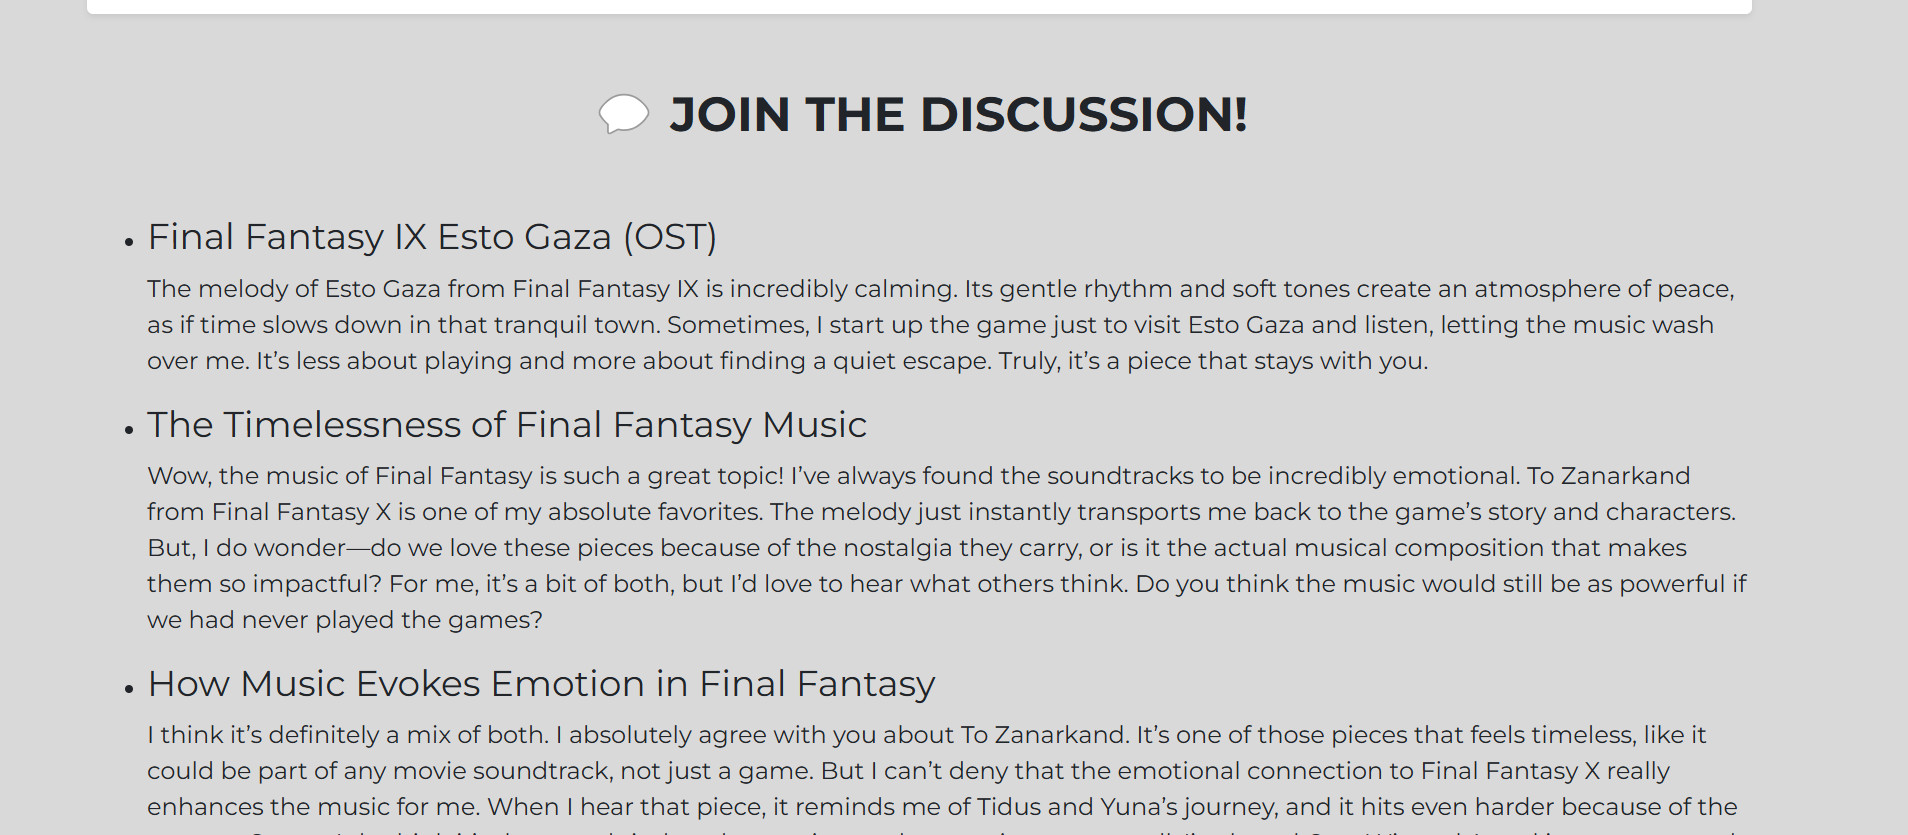 JOIN THE DISCUSSION!
Final Fantasy IX Esto Gaza (OST)
The melody of Esto Gaza from Final Fantasy IX is incredibly calming. Its gentle rhythm and soft tones create an atmosphere of peace,
as if time slows down in that tranquil town. Sometimes, I start up the game just to visit Esto Gaza and listen, letting the music wash
over me. It’s less about playing and more about finding a quiet escape. Truly, it’s a piece that stays with you.
The Timelessness of Final Fantasy Music
Wow, the music of Final Fantasy is such a great topic! I’ve always found the soundtracks to be incredibly emotional. To Zanarkand
from Final Fantasy X is one of my absolute favorites. The melody just instantly transports me back to the game’s story and characters.
But, I do wonder—do we love these pieces because of the nostalgia they carry, or is it the actual musical composition that makes
them so impactful? For me, it’s a bit of both, but I’d love to hear what others think. Do you think the music would still be as powerful if
we had never played the games?
How Music Evokes Emotion in Final Fantasy
I think it’s definitely a mix of both. I absolutely agree with you about To Zanarkand. It’s one of those pieces that feels timeless, like it
could be part of any movie soundtrack, not just a game. But I can’t deny that the emotional connection to Final Fantasy X really
enhances the music for me. When I hear that piece, it reminds me of Tidus and Yuna’s journey, and it hits even harder because of the